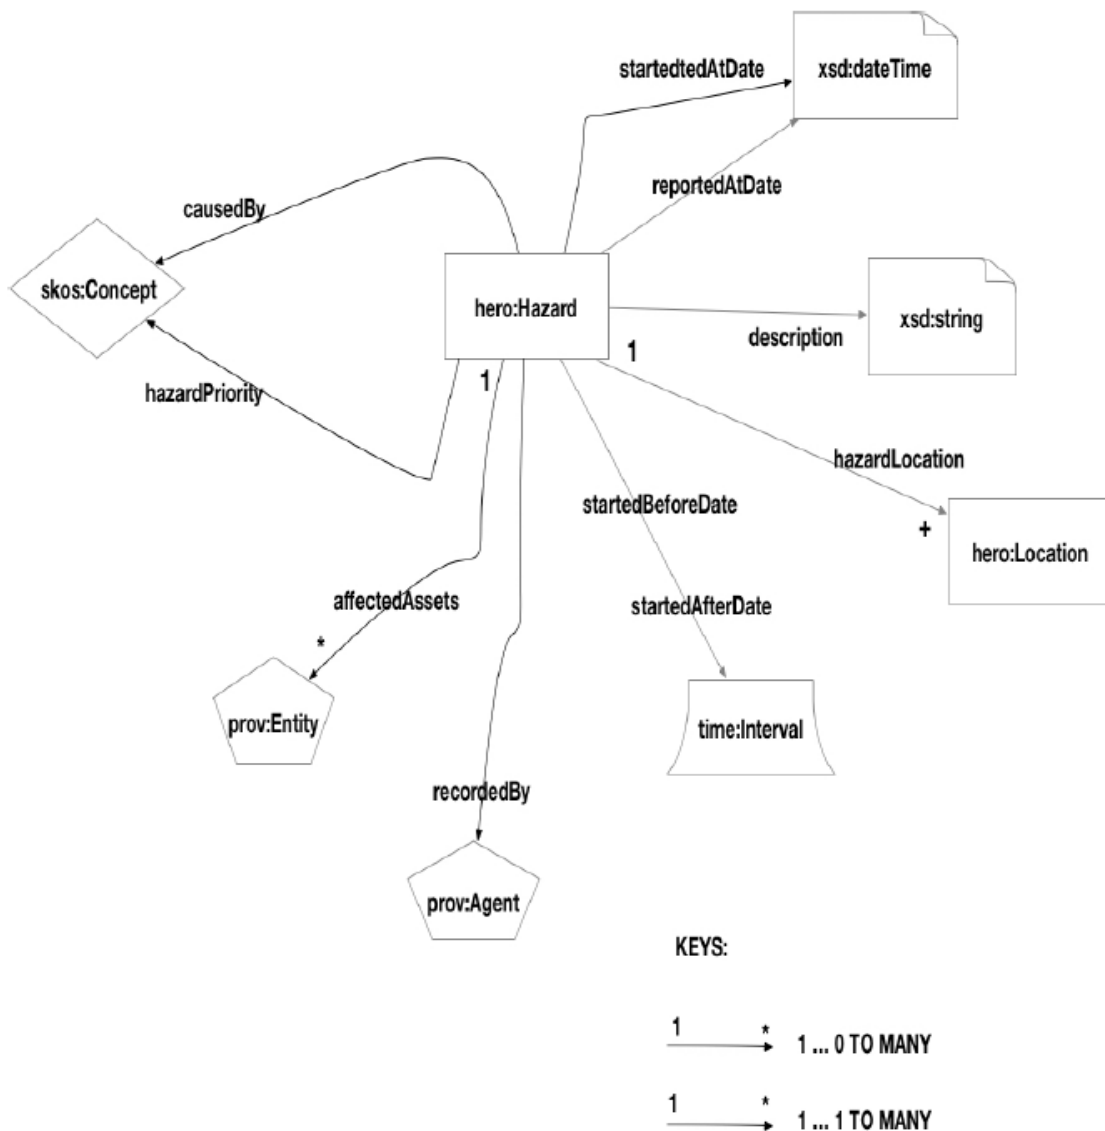 startedtedAtDate
xsd:dateTime
reportedAtDate
causedBy
skos:Concept
hero:Hazard
xsd:string
description
1
1
hazardPriority
hazardLocation
startedBeforeDate
+
hero:Location
affectedAssets
startedAfterDate
*
prov:Entity
time:Interval
recordedBy
prov:Agent
KEYS:
1 * 1 ... 0 TO MANY
1 * 1 ... 1 TO MANY